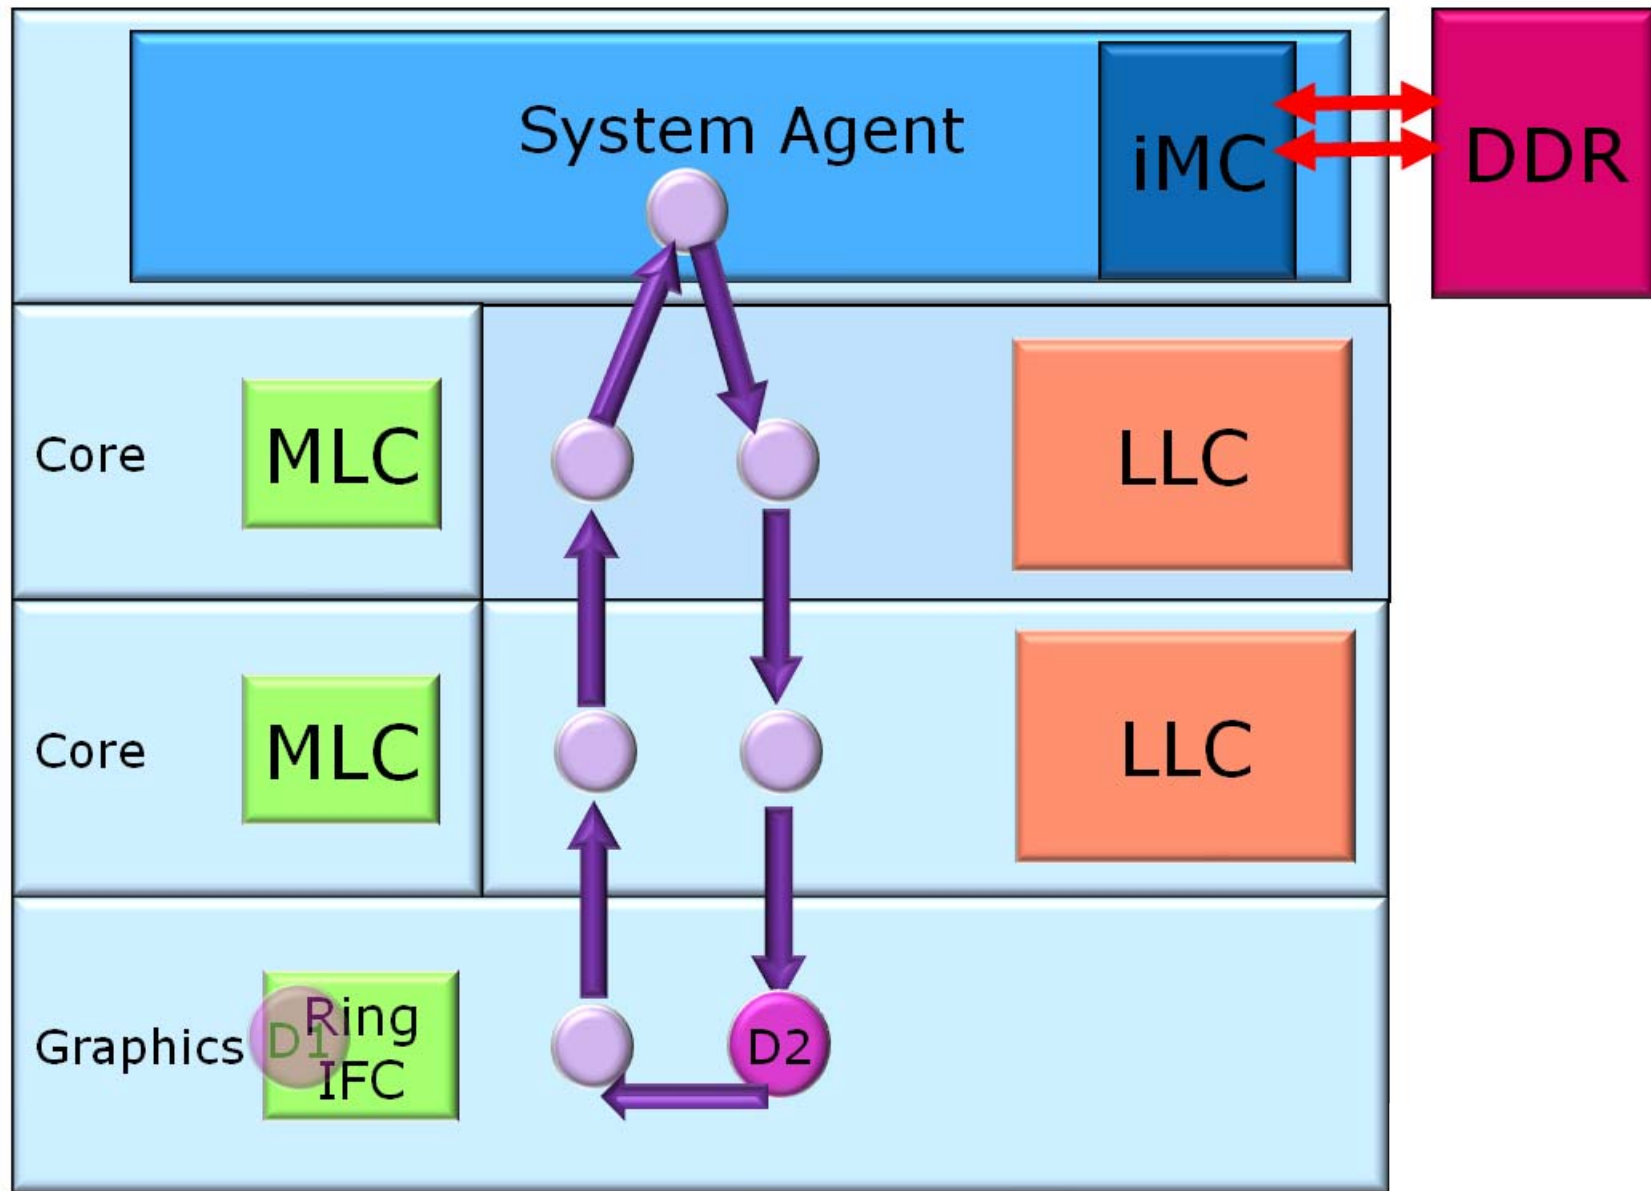 System Agent
iMC
DDR
Core
MLC
LLC
Core
MLC
LLC
Graphics
D1
Ring
IFC
D2